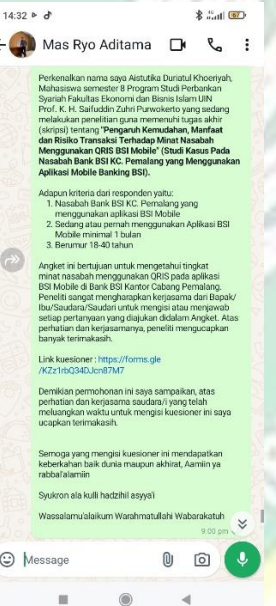 14:32
67
Mas Ryo Aditama
Perkenalkan nama saya Aistutika Duriatul Khoeriyah,
Mahasiswa semester 8 Program Studi Perbankan
Syariah Fakultas Ekonomi dan Bisnis Islam UIN
Prof. K. H. Saifuddin Zuhri Purwokerto yang sedang
melakukan penelitian guna memenuhi tugas akhir
(skripsi) tentang "Pengaruh Kemudahan, Manfaat
dan Risiko Transaksi Terhadap Minat Nasabah
Menggunakan QRIS BSI Mobile" (Studi Kasus Pada
Nasabah Bank BSI KC. Pemalang yang Menggunakan
Aplikasi Mobile Banking BSI).
Adapun kriteria dari responden yaitu:
1. Nasabah Bank BSI KC. Pemalang yang
menggunakan aplikasi BSI Mobile
2. Sedang atau pernah menggunakan Aplikasi BSI
Mobile minimal 1 bulan
3. Berumur 18-40 tahun
Angket ini bertujuan untuk mengetahui tingkat
minat nasabah menggunakan QRIS pada aplikasi
BSI Mobile di Bank BSI Kantor Cabang Pemalang.
Peneliti sangat mengharapkan kerjasama dari Bapak/
Ibu/Saudara/Saudari untuk mengisi atau menjawab
setiap pertanyaan yang diajukan didalam Angket. Atas
perhatian dan kerjasamanya, peneliti mengucapkan
banyak terimakasih.
Link kuesioner : https://forms.gle
/KZz1rbQ34DJcn87M7
Demikian permohonan ini saya sampaikan, atas
perhatian dan kerjasama saudara/i yang telah
meluangkan waktu untuk mengisi kuesioner ini saya
ucapkan terimakasih.
Semoga yang mengisi kuesioner ini mendapatkan
keberkahan baik dunia maupun akhirat, Aamiin ya
rabbal'alamiin
Syukron ala kulli hadzihil asyya'i
Wassalamu'alaikum Warahmatullahi Wabarakatuh
9.00 pm
Message